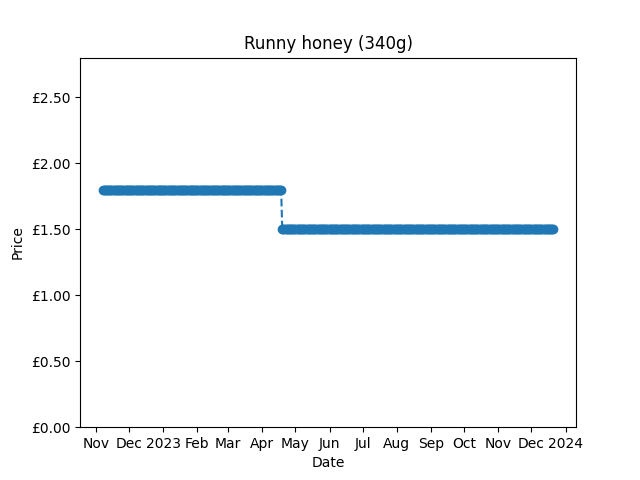 Runny honey (340g)
£2.50
£2.00
£1.50
£1.00
£0.50
£0.00
Price
Nov Dec 2023 Feb Mar Apr May Jun Jul Aug Sep Oct Nov Dec 2024
Date